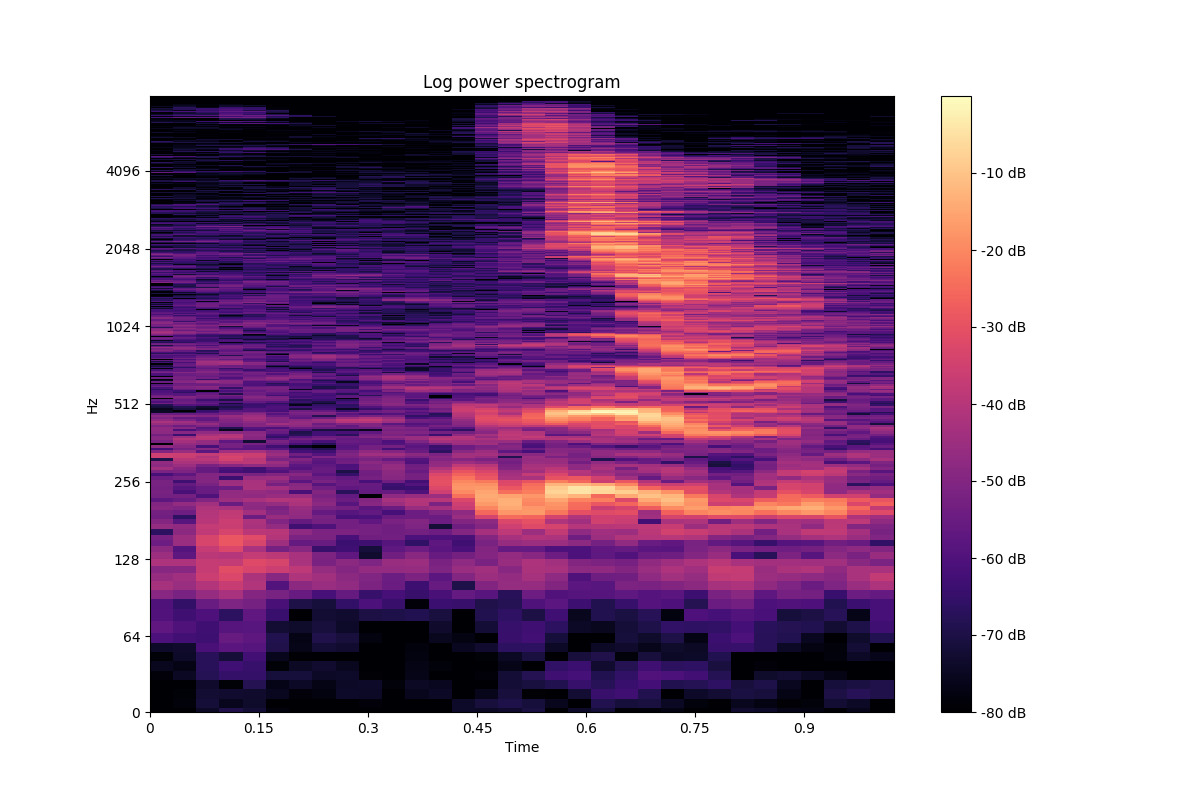 Log power spectrogram
4096
2048
1024
512
256
128
64
0
Hz
0 0.15 0.3 0.45 0.6 0.75 0.9
Time
-10 dB
-20 dB
-30 dB
-40 dB
-50 dB
-60 dB
-70 dB
-80 dB